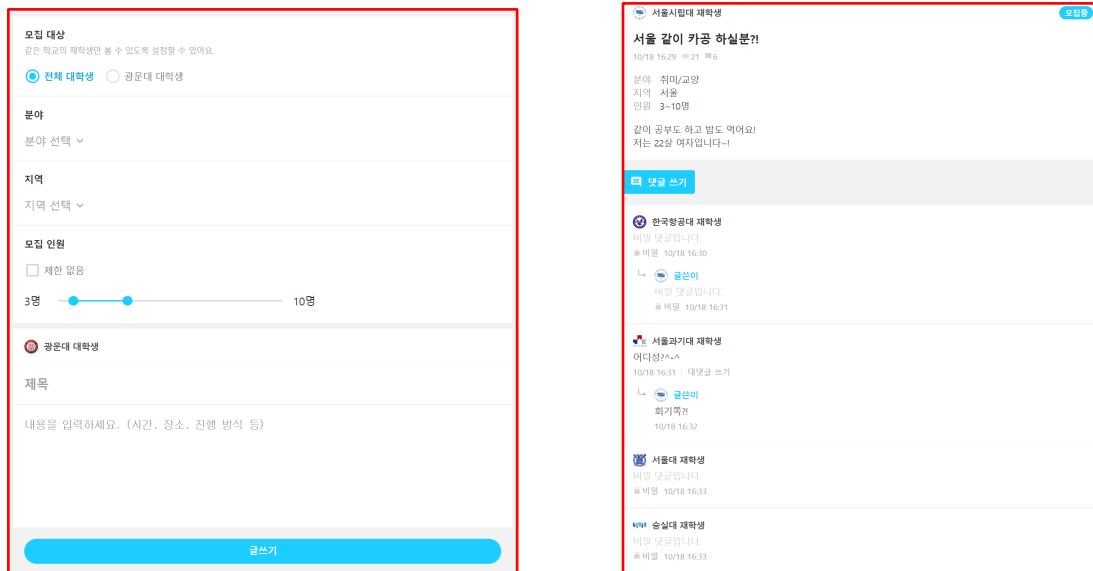 모집 대상
같은 학교의 재학생만 볼 수 있도록 설정할 수 있어요.
전체 대학생 광운대 대학생
분야
분야 선택
지역
지역 선택
모집 인원
제한 없음
3명 10명
광운대 대학생
제목
내용을 입력하세요. (시간, 장소, 진행 방식 등)
글쓰기
서울시립대 재학생 모집중
서울 같이 카공 하실분?!
10/18 16:29 21 6
분야 취미/교양
지역 서울
인원 3~10명
같이 공부도 하고 밥도 먹어요!
저는 22살 여자입니다~!
댓글 쓰기
한국항공대 재학생
비밀 댓글입니다.
비밀 10/18 16:30
글쓴이
비밀 댓글입니다.
비밀 10/18 16:31
서울과기대 재학생
어디성?^-^
10/18 16:31 | 대댓글 쓰기
글쓴이
회기쪽?!
10/18 16:32
서울대 재학생
비밀 댓글입니다.
비밀 10/18 16:33
숭실대 재학생
비밀 댓글입니다.
비밀 10/18 16:33